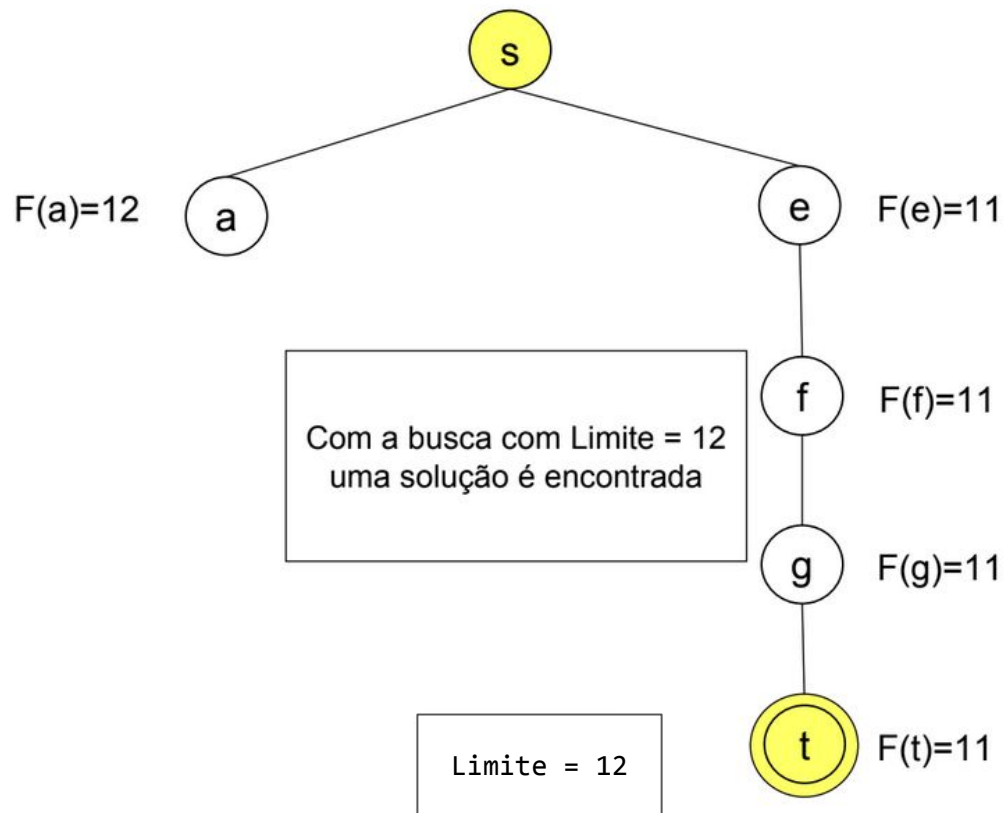 s
F(a)=12
a
e
F(e)=11
Com a busca com Limite = 12
uma solução é encontrada
f
F(f)=11
g
F(g)=11
t
F(t)=11
Limite = 12